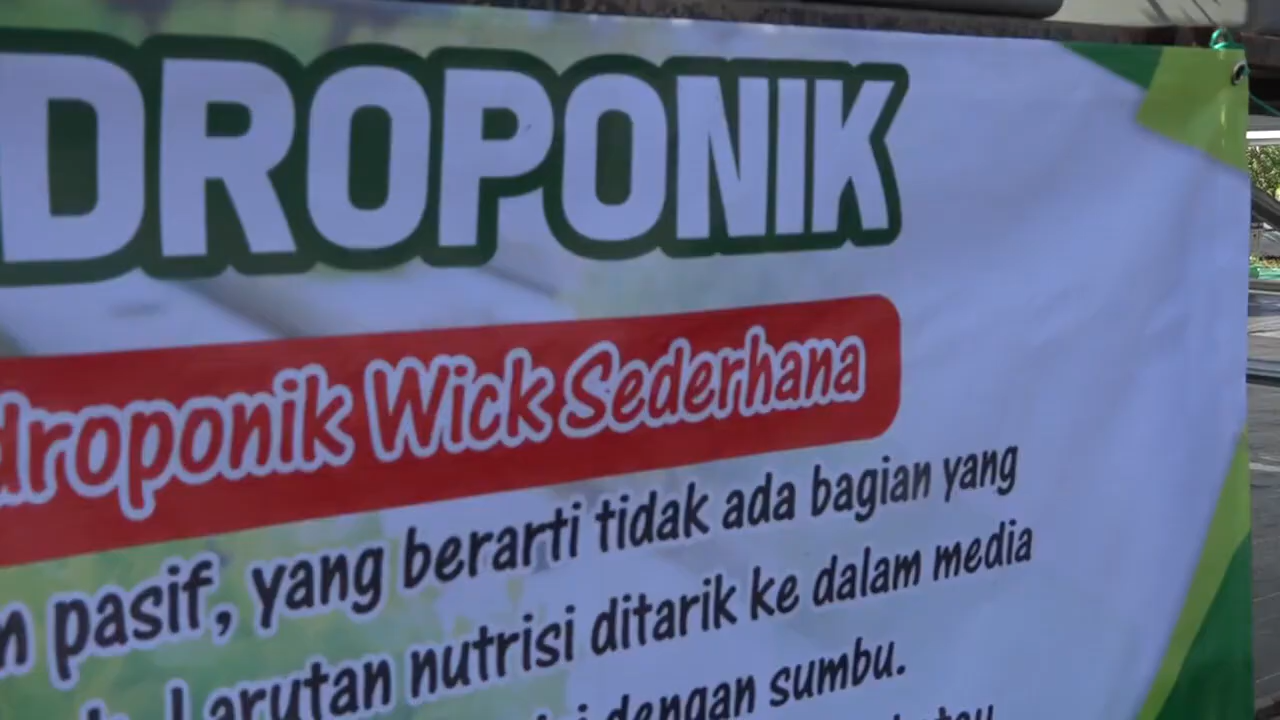 DROPONIK
droponik Wick Sederhana
pasif, yang berarti tidak ada bagian yang
Larutan nutrisi ditarik ke dalam media
dengan sumbu.